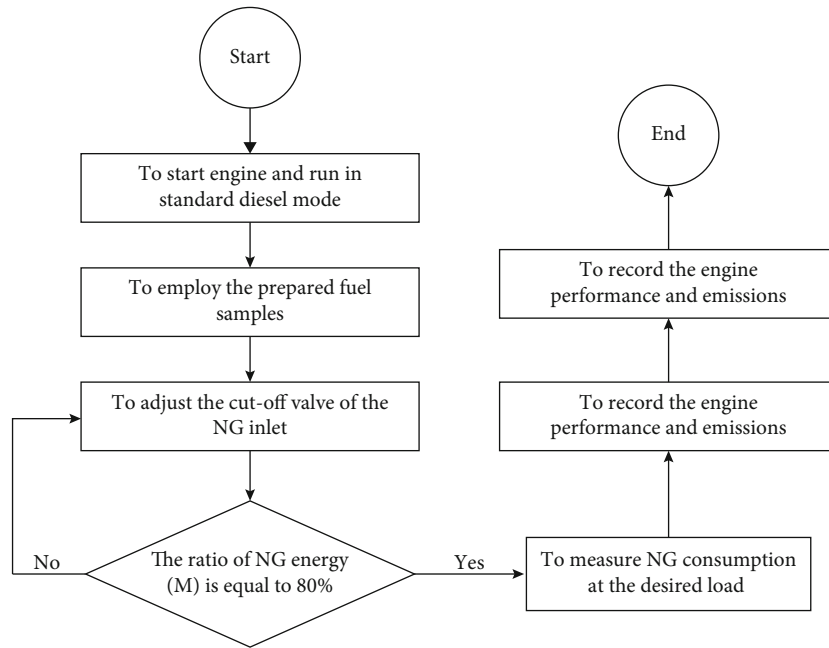 Start
To start engine and run in
standard diesel mode
To employ the prepared fuel
samples
To adjust the cut-off valve of the
NG inlet
The ratio of NG energy
(M) is equal to 80%
No
Yes
To measure NG consumption
at the desired load
To record the engine
performance and emissions
To record the engine
performance and emissions
End